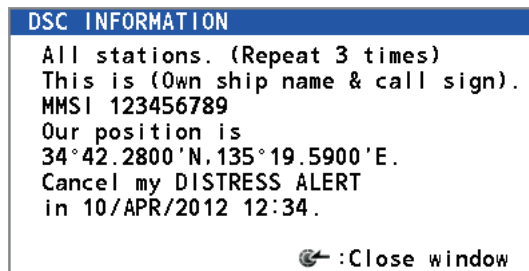 DSC INFORMATION
All stations. (Repeat 3 times)
This is (Own ship name & call sign).
MMSI 123456789
Our position is
34°42.2800'N,135°19.5900'E.
Cancel my DISTRESS ALERT
in 10/APR/2012 12:34.
:Close window